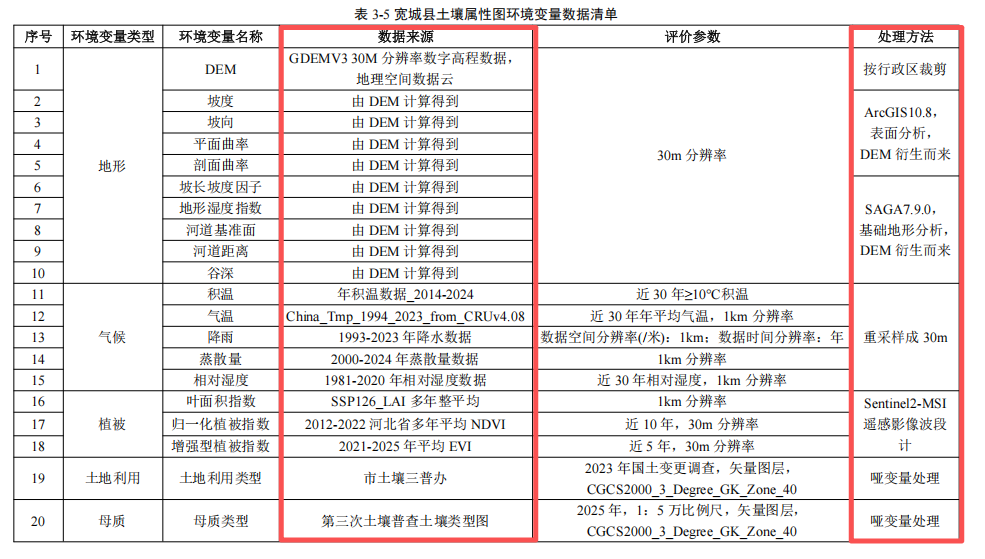 表 3-5 宽城县土壤属性图环境变量数据清单
序号 环境变量类型 环境变量名称 数据来源 评价参数 处理方法
1 DEM GDEMV3 30M 分辨率数字高程数据，
地理空间数据云 按行政区裁剪
2 坡度 由 DEM 计算得到
3 坡向 由 DEM 计算得到
4 平面曲率 由 DEM 计算得到
5 剖面曲率 由 DEM 计算得到
ArcGIS10.8，
表面分析，
DEM 衍生而来
地形
30m 分辨率
6 坡长坡度因子 由 DEM 计算得到
7 地形湿度指数 由 DEM 计算得到
8 河道基准面 由 DEM 计算得到
9 河道距离 由 DEM 计算得到
10 谷深 由 DEM 计算得到
SAGA7.9.0，
基础地形分析，
DEM 衍生而来
11 积温 年积温数据_2014-2024 近 30 年≥10℃积温
12 气温 China_Tmp_1994_2023_from_CRUv4.08 近 30 年年平均气温，1km 分辨率
13 气候 降雨 1993-2023 年降水数据 数据空间分辨率(/米)：1km；数据时间分辨率：年 重采样成 30m
14 蒸散量 2000-2024 年蒸散量数据 1km 分辨率
15 相对湿度 1981-2020 年相对湿度数据 近 30 年相对湿度，1km 分辨率
16 叶面积指数 SSP126_LAI 多年整平均 1km 分辨率
17 植被 归一化植被指数 2012-2022 河北省多年平均 NDVI 近 10 年，30m 分辨率
18 增强型植被指数 2021-2025 年平均 EVI 近 5 年，30m 分辨率
Sentinel2-MSI
遥感影像波段
计
19 土地利用 土地利用类型 市土壤三普办 2023 年国土变更调查，矢量图层，
CGCS2000_3_Degree_GK_Zone_40 哑变量处理
20 母质 母质类型 第三次土壤普查土壤类型图 2025 年，1：5 万比例尺，矢量图层，
CGCS2000_3_Degree_GK_Zone_40 哑变量处理